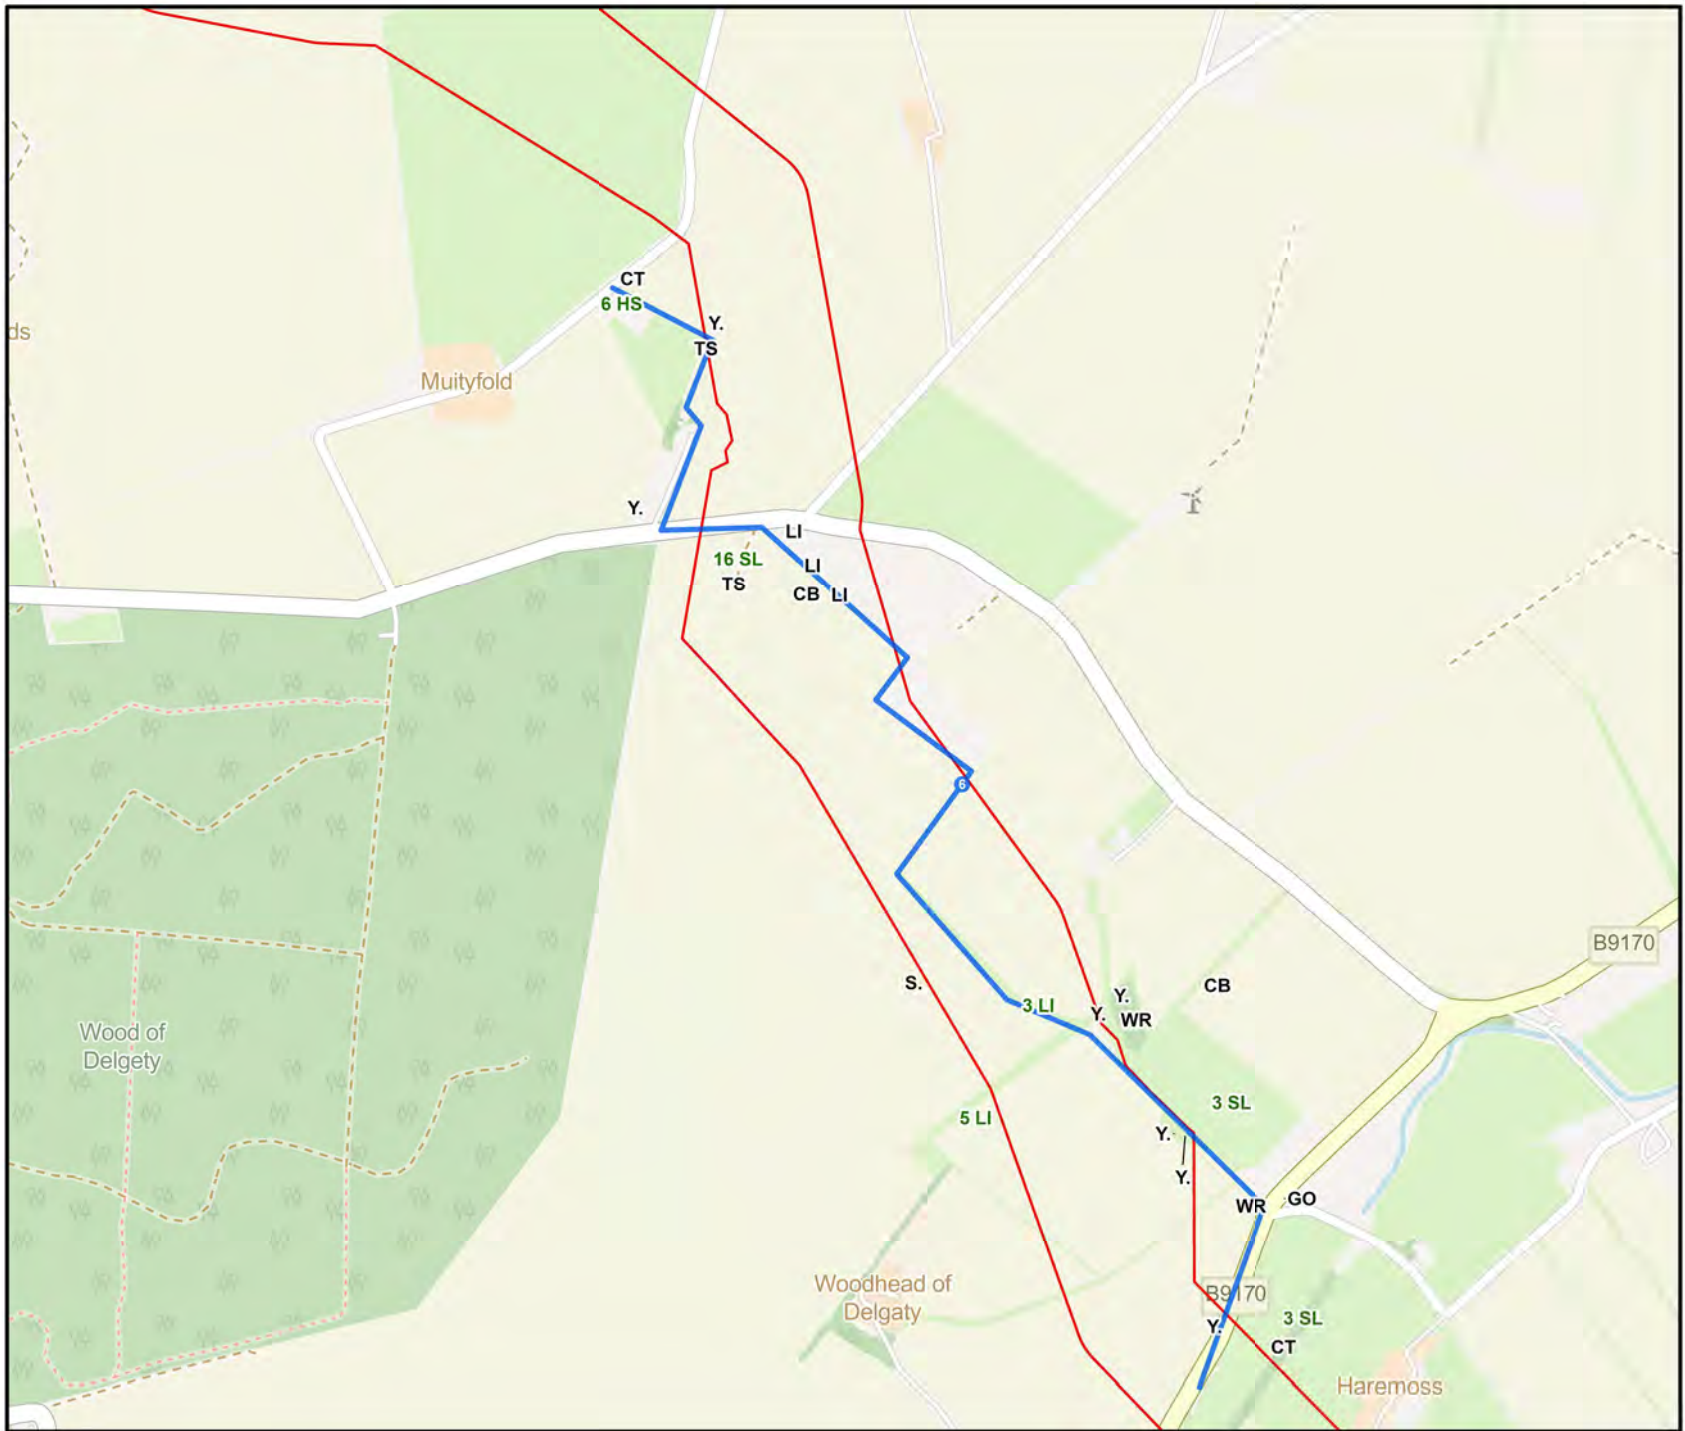 CT
6 HS
Y.
ds
TS
Muityfold
Y.
LI
16 SL
LI
TS
CB LI
6
B9170
S.
CB
Y.
3 LI
Y.
WR
Wood of
Delgety
3 SL
5 LI
Y.
Y.
GO
WR
Woodhead of
Delgaty
B9170
3 SL
Y.
CT
Haremoss